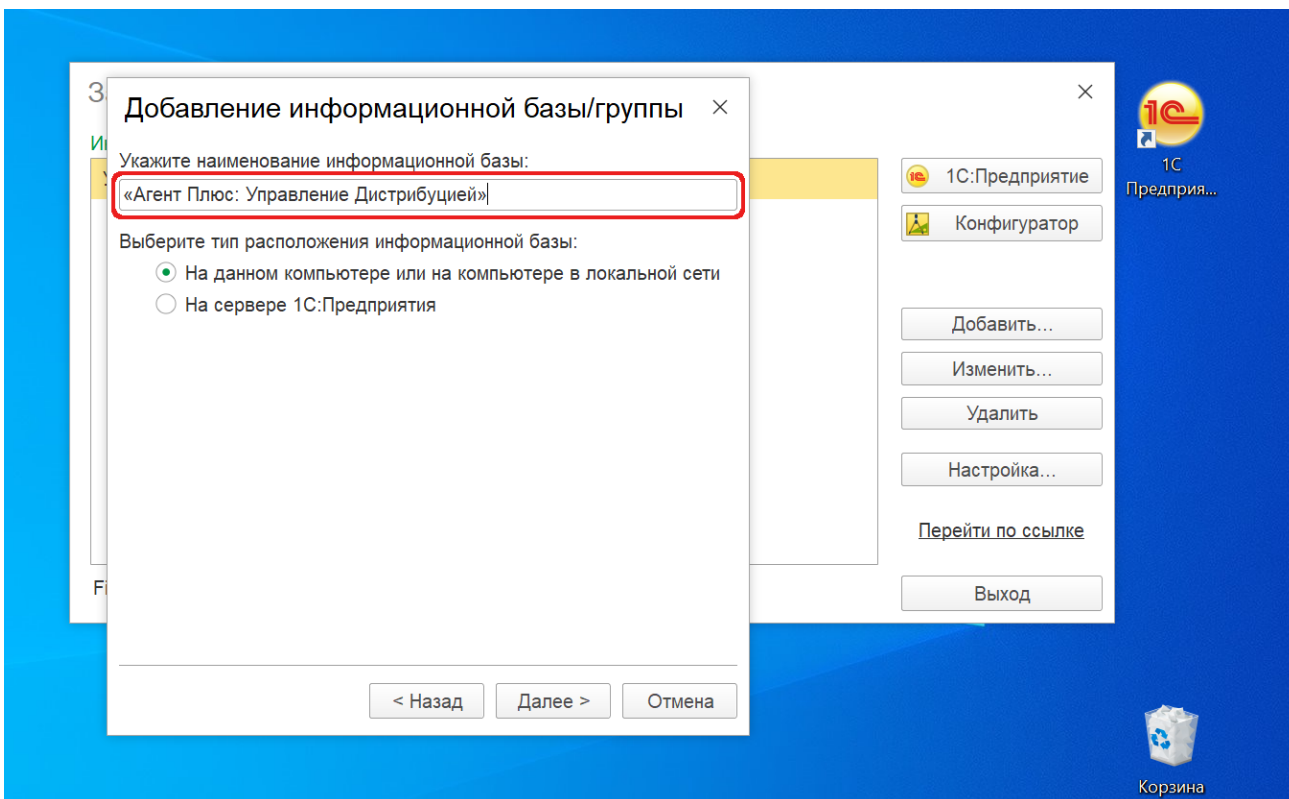 Добавление информационной базы/группы
Укажите наименование информационной базы:
«Агент Плюс: Управление Дистрибуцией»
Выберите тип расположения информационной базы:
На данном компьютере или на компьютере в локальной сети
На сервере 1С:Предприятия
< Назад
Далее >
Отмена
1С:Предприятие
Конфигуратор
Добавить...
Изменить...
Удалить
Настройка...
Перейти по ссылке
Выход
1С
Предприя...
Корзина